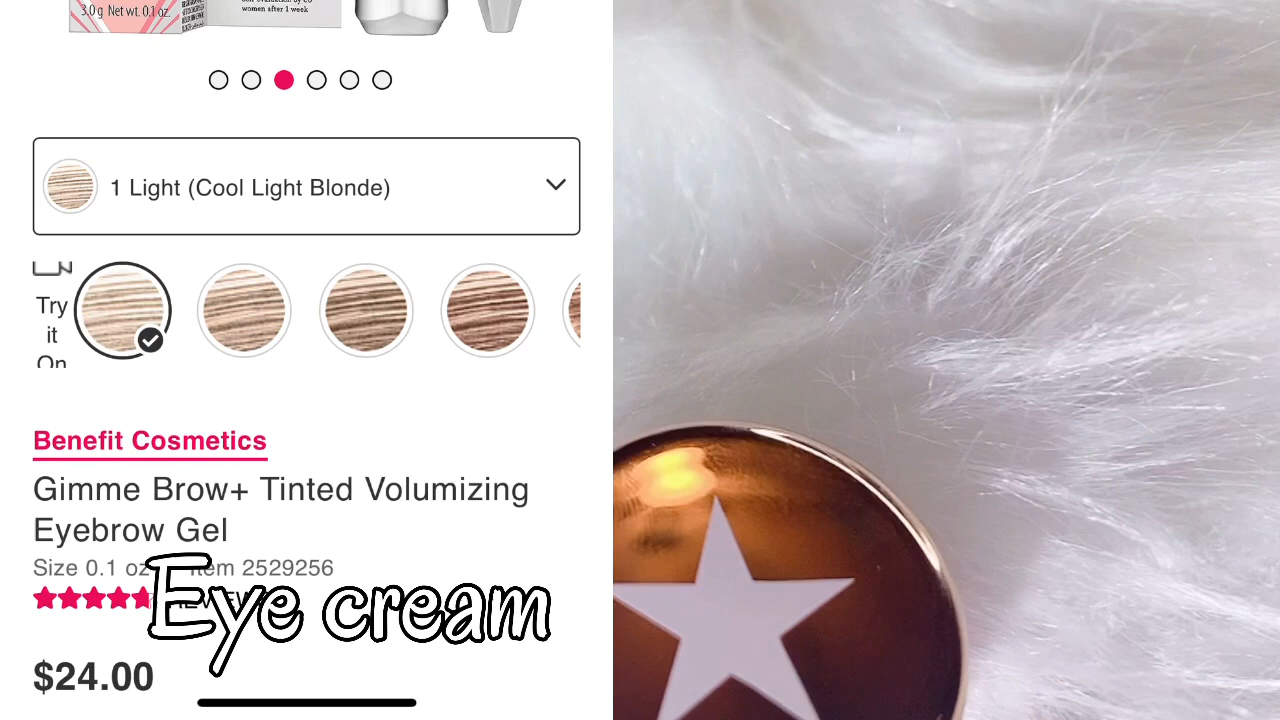 3.0 g Net wt. 0.1 oz.
women after 1 week
1 Light (Cool Light Blonde)
Try
it
On
Benefit Cosmetics
Gimme Brow+ Tinted Volumizing
Eyebrow Gel
Size 0.1 oz Item 2529256
Eye cream
$24.00